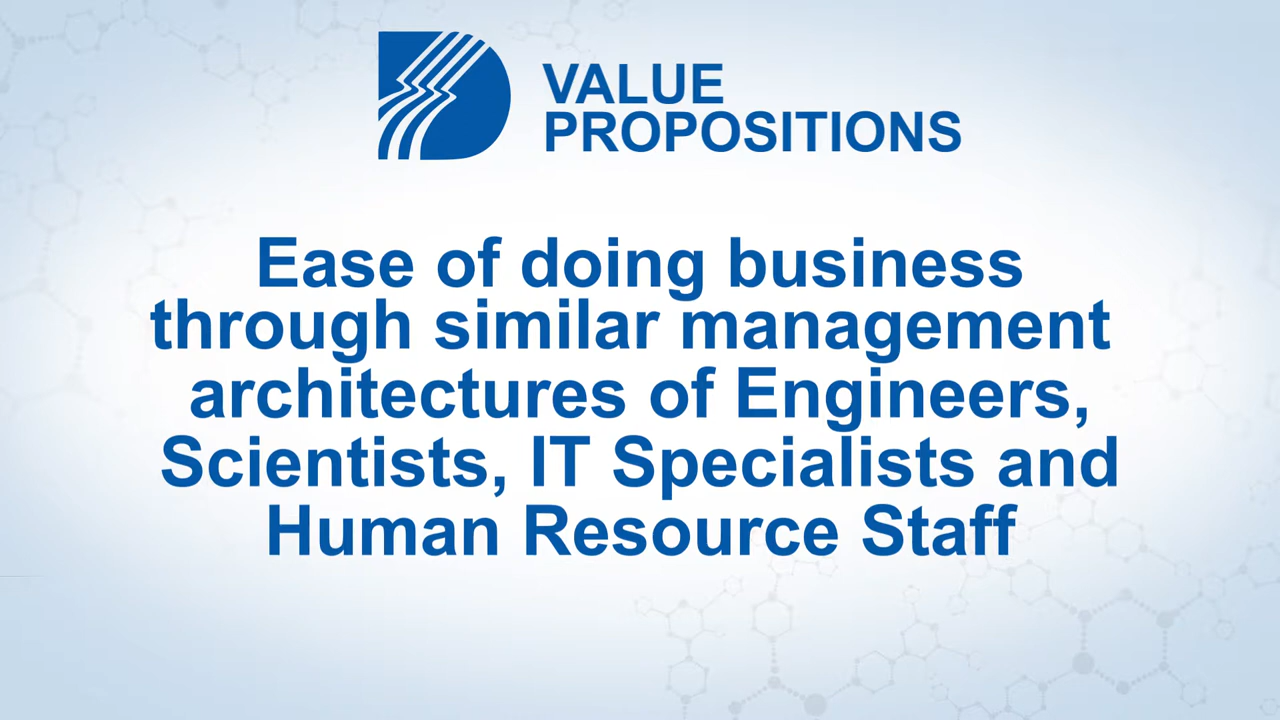 VALUE
PROPOSITIONS
Ease of doing business
through similar management
architectures of Engineers,
Scientists, IT Specialists and
Human Resource Staff